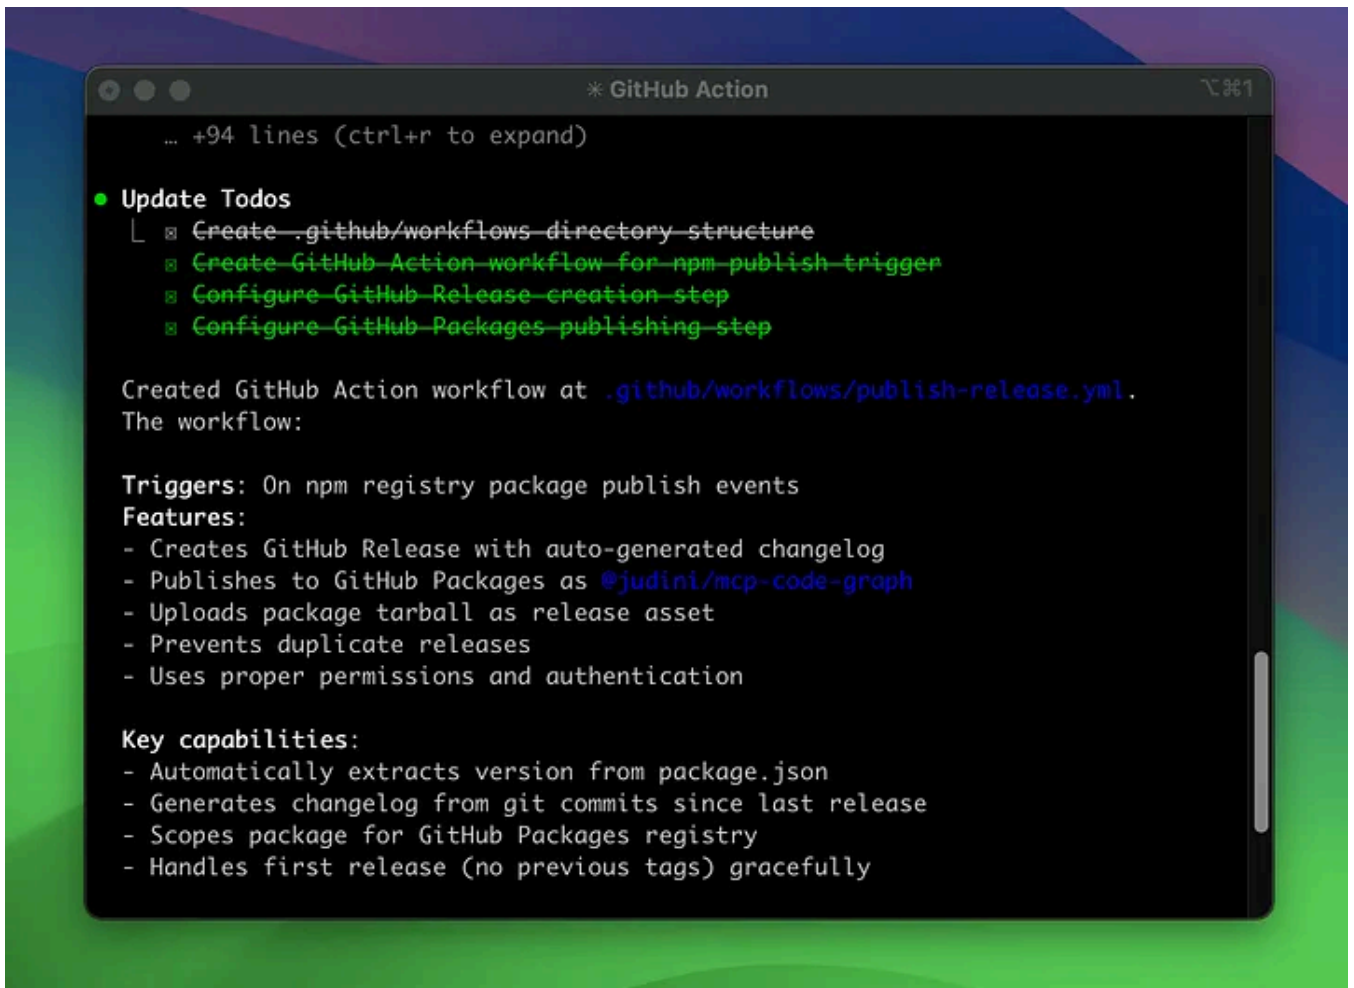 ✳ GitHub Action
⌥⌘1
… +94 lines (ctrl+r to expand)
Update Todos
Create .github/workflows directory structure
Create GitHub Action workflow for npm publish trigger
Configure GitHub Release creation step
Configure GitHub Packages publishing step
Created GitHub Action workflow at .github/workflows/publish-release.yml.
The workflow:
Triggers: On npm registry package publish events
Features:
- Creates GitHub Release with auto-generated changelog
- Publishes to GitHub Packages as @judini/mcp-code-graph
- Uploads package tarball as release asset
- Prevents duplicate releases
- Uses proper permissions and authentication
Key capabilities:
- Automatically extracts version from package.json
- Generates changelog from git commits since last release
- Scopes package for GitHub Packages registry
- Handles first release (no previous tags) gracefully